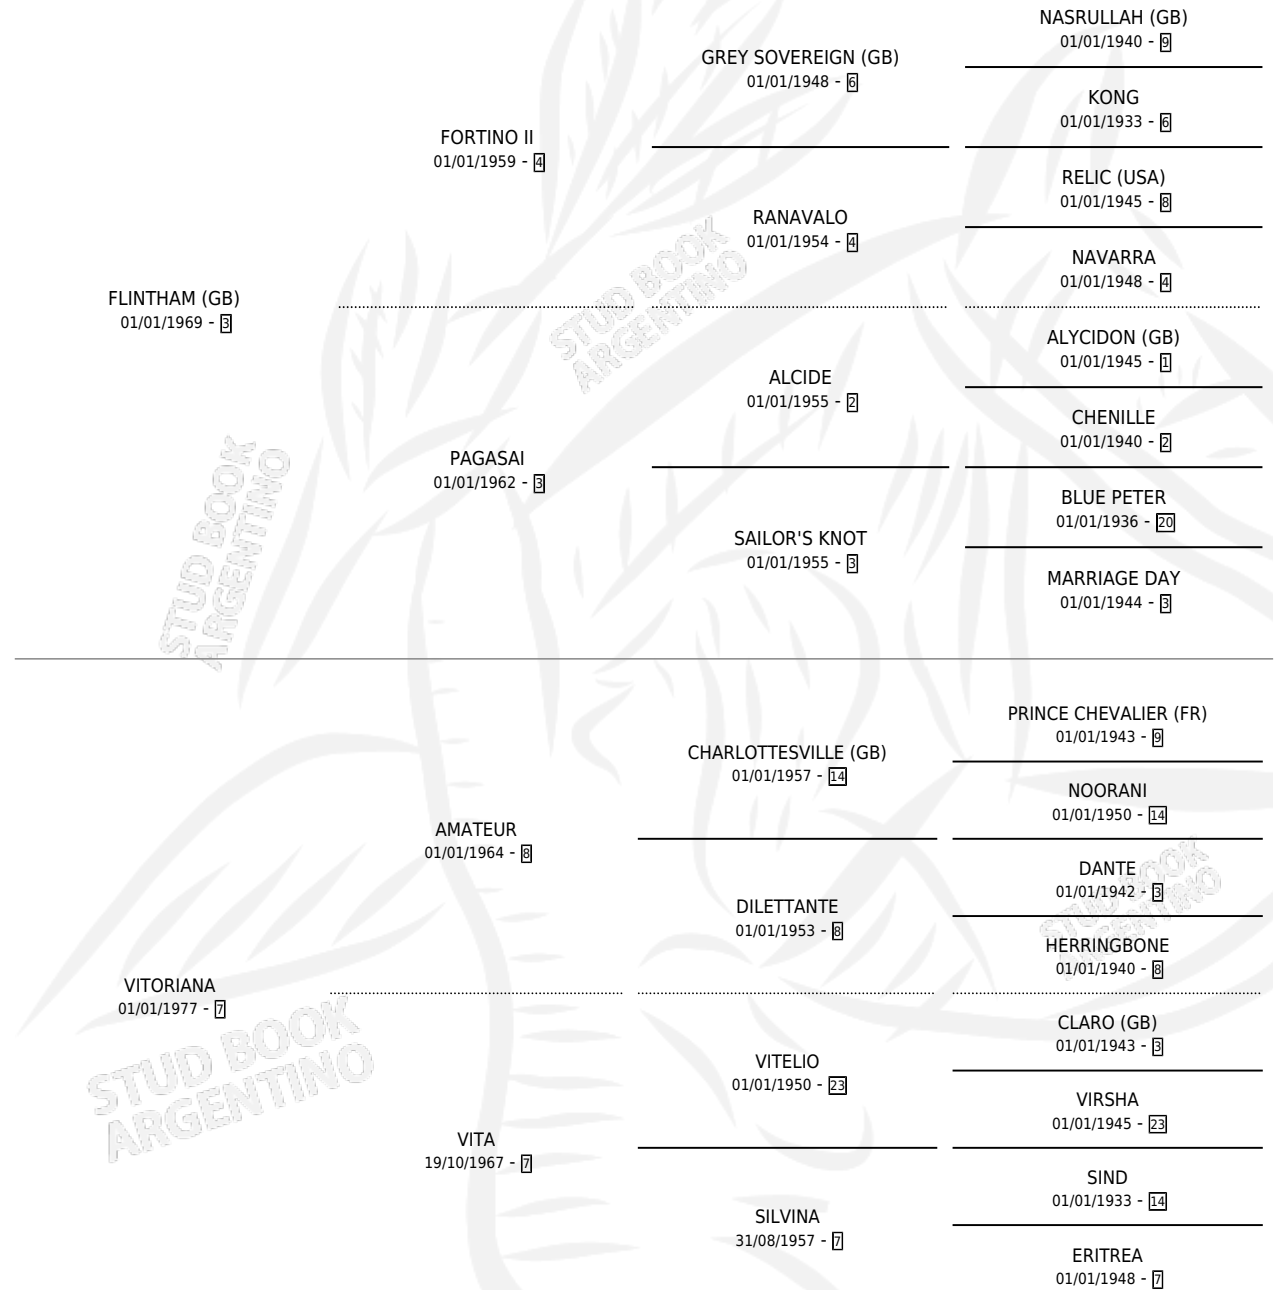 NASRULLAH (GB)
01/01/1940 - 9
GREY SOVEREIGN (GB)
01/01/1948 - 6
KONG
01/01/1933 - 6
FORTINO II
01/01/1959 - 4
RELIC (USA)
01/01/1945 - 8
RANAVALO
01/01/1954 - 4
NAVARRA
01/01/1948 - 4
FLINTHAM (GB)
01/01/1969 - 3
ALYCIDON (GB)
01/01/1945 - 1
ALCIDE
01/01/1955 - 2
CHENILLE
01/01/1940 - 2
PAGASAI
01/01/1962 - 3
BLUE PETER
01/01/1936 - 20
SAILOR'S KNOT
01/01/1955 - 3
MARRIAGE DAY
01/01/1944 - 3
PRINCE CHEVALIER (FR)
01/01/1943 - 9
CHARLOTTESVILLE (GB)
01/01/1957 - 14
NOORANI
01/01/1950 - 14
AMATEUR
01/01/1964 - 8
DANTE
01/01/1942 - 3
DILETTANTE
01/01/1953 - 8
HERRINGBONE
01/01/1940 - 8
VITORIANA
01/01/1977 - 7
CLARO (GB)
01/01/1943 - 3
VITELIO
01/01/1950 - 23
VIRSHA
01/01/1945 - 23
VITA
19/10/1967 - 7
SIND
01/01/1933 - 14
SILVINA
31/08/1957 - 7
ERITREA
01/01/1948 - 7
STUD BOOK
ARGENTINO
STUD BOOK
ARGENTINO
STUD BOOK
ARGENTINO
STUD BOOK
ARGENTINO